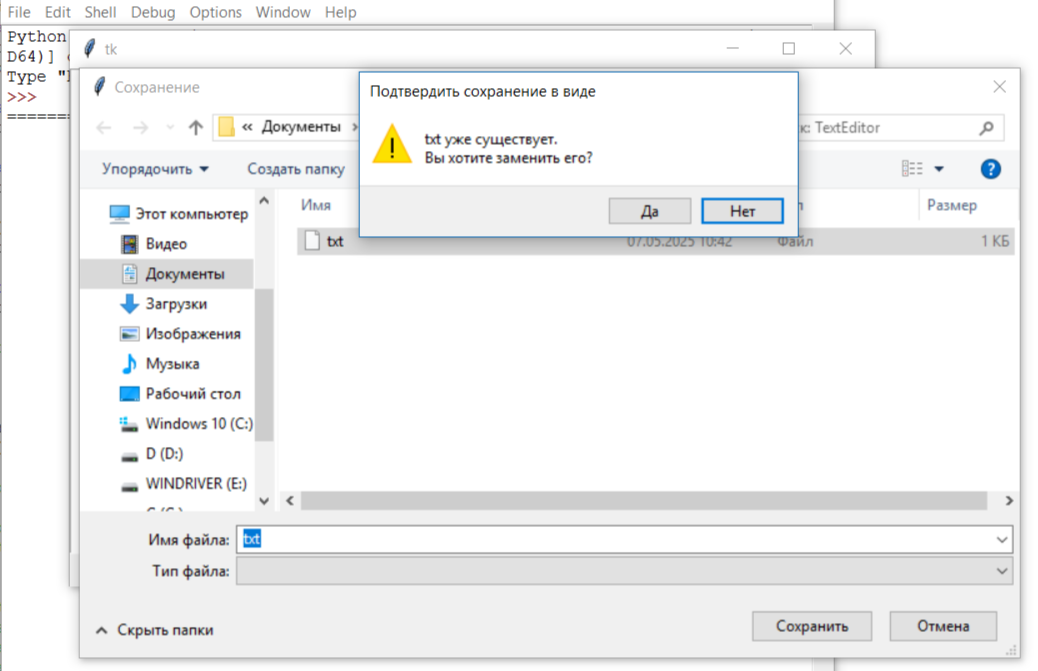 File Edit Shell Debug Options Window Help
Python
D64)]
Type "
>>>
tk
Сохранение
Подтвердить сохранение в виде
txt уже существует.
Вы хотите заменить его?
Да Нет
« Документы ›
TextEditor
Упорядочить Создать папку
Имя Размер
txt 07.05.2025 10:42 Файл 1 КБ
Этот компьютер
Видео
Документы
Загрузки
Изображения
Музыка
Рабочий стол
Windows 10 (C:)
D (D:)
WINDRIVER (E:)
Имя файла: txt
Тип файла:
Скрыть папки
Сохранить Отмена